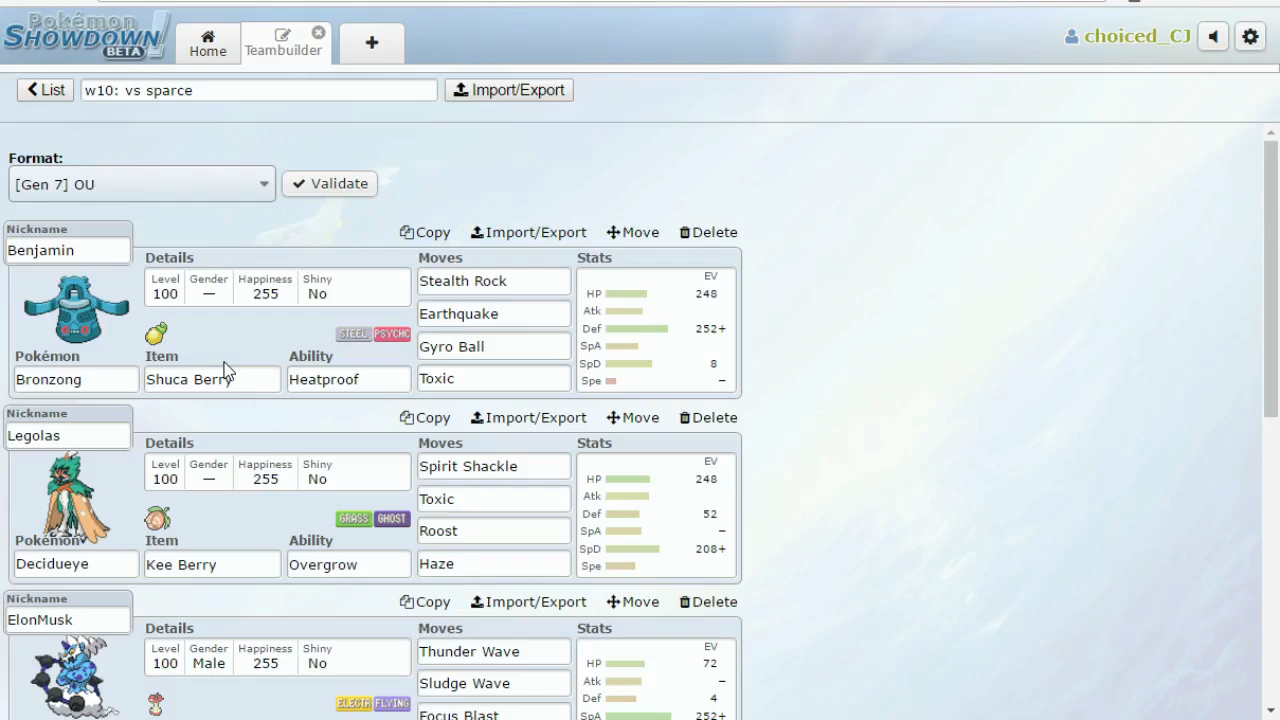 Pokémon
SHOWDOWN!
BETA
Home
Teambuilder
choiced_CJ
List
w10: vs sparce
Import/Export
Format:
[Gen 7] OU
Validate
Nickname
Benjamin
Copy Import/Export Move Delete
Details Moves Stats
Level Gender Happiness Shiny
100 — 255 No
Stealth Rock
Earthquake
Gyro Ball
Toxic
EV
HP 248
Atk
Def 252+
SpA
SpD 8
Spe –
STEEL PSYCHC
Pokémon Item Ability
Bronzong Shuca Berry Heatproof
Nickname
Legolas
Copy Import/Export Move Delete
Details Moves Stats
Level Gender Happiness Shiny
100 — 255 No
Spirit Shackle
Toxic
Roost
Haze
EV
HP 248
Atk
Def 52
SpA –
SpD 208+
Spe
GRASS GHOST
Pokémon Item Ability
Decidueye Kee Berry Overgrow
Nickname
ElonMusk
Copy Import/Export Move Delete
Details Moves Stats
Level Gender Happiness Shiny
100 Male 255 No
Thunder Wave
Sludge Wave
Focus Blast
EV
HP 72
Atk –
Def 4
SpA 252+
ELECTR FLYING